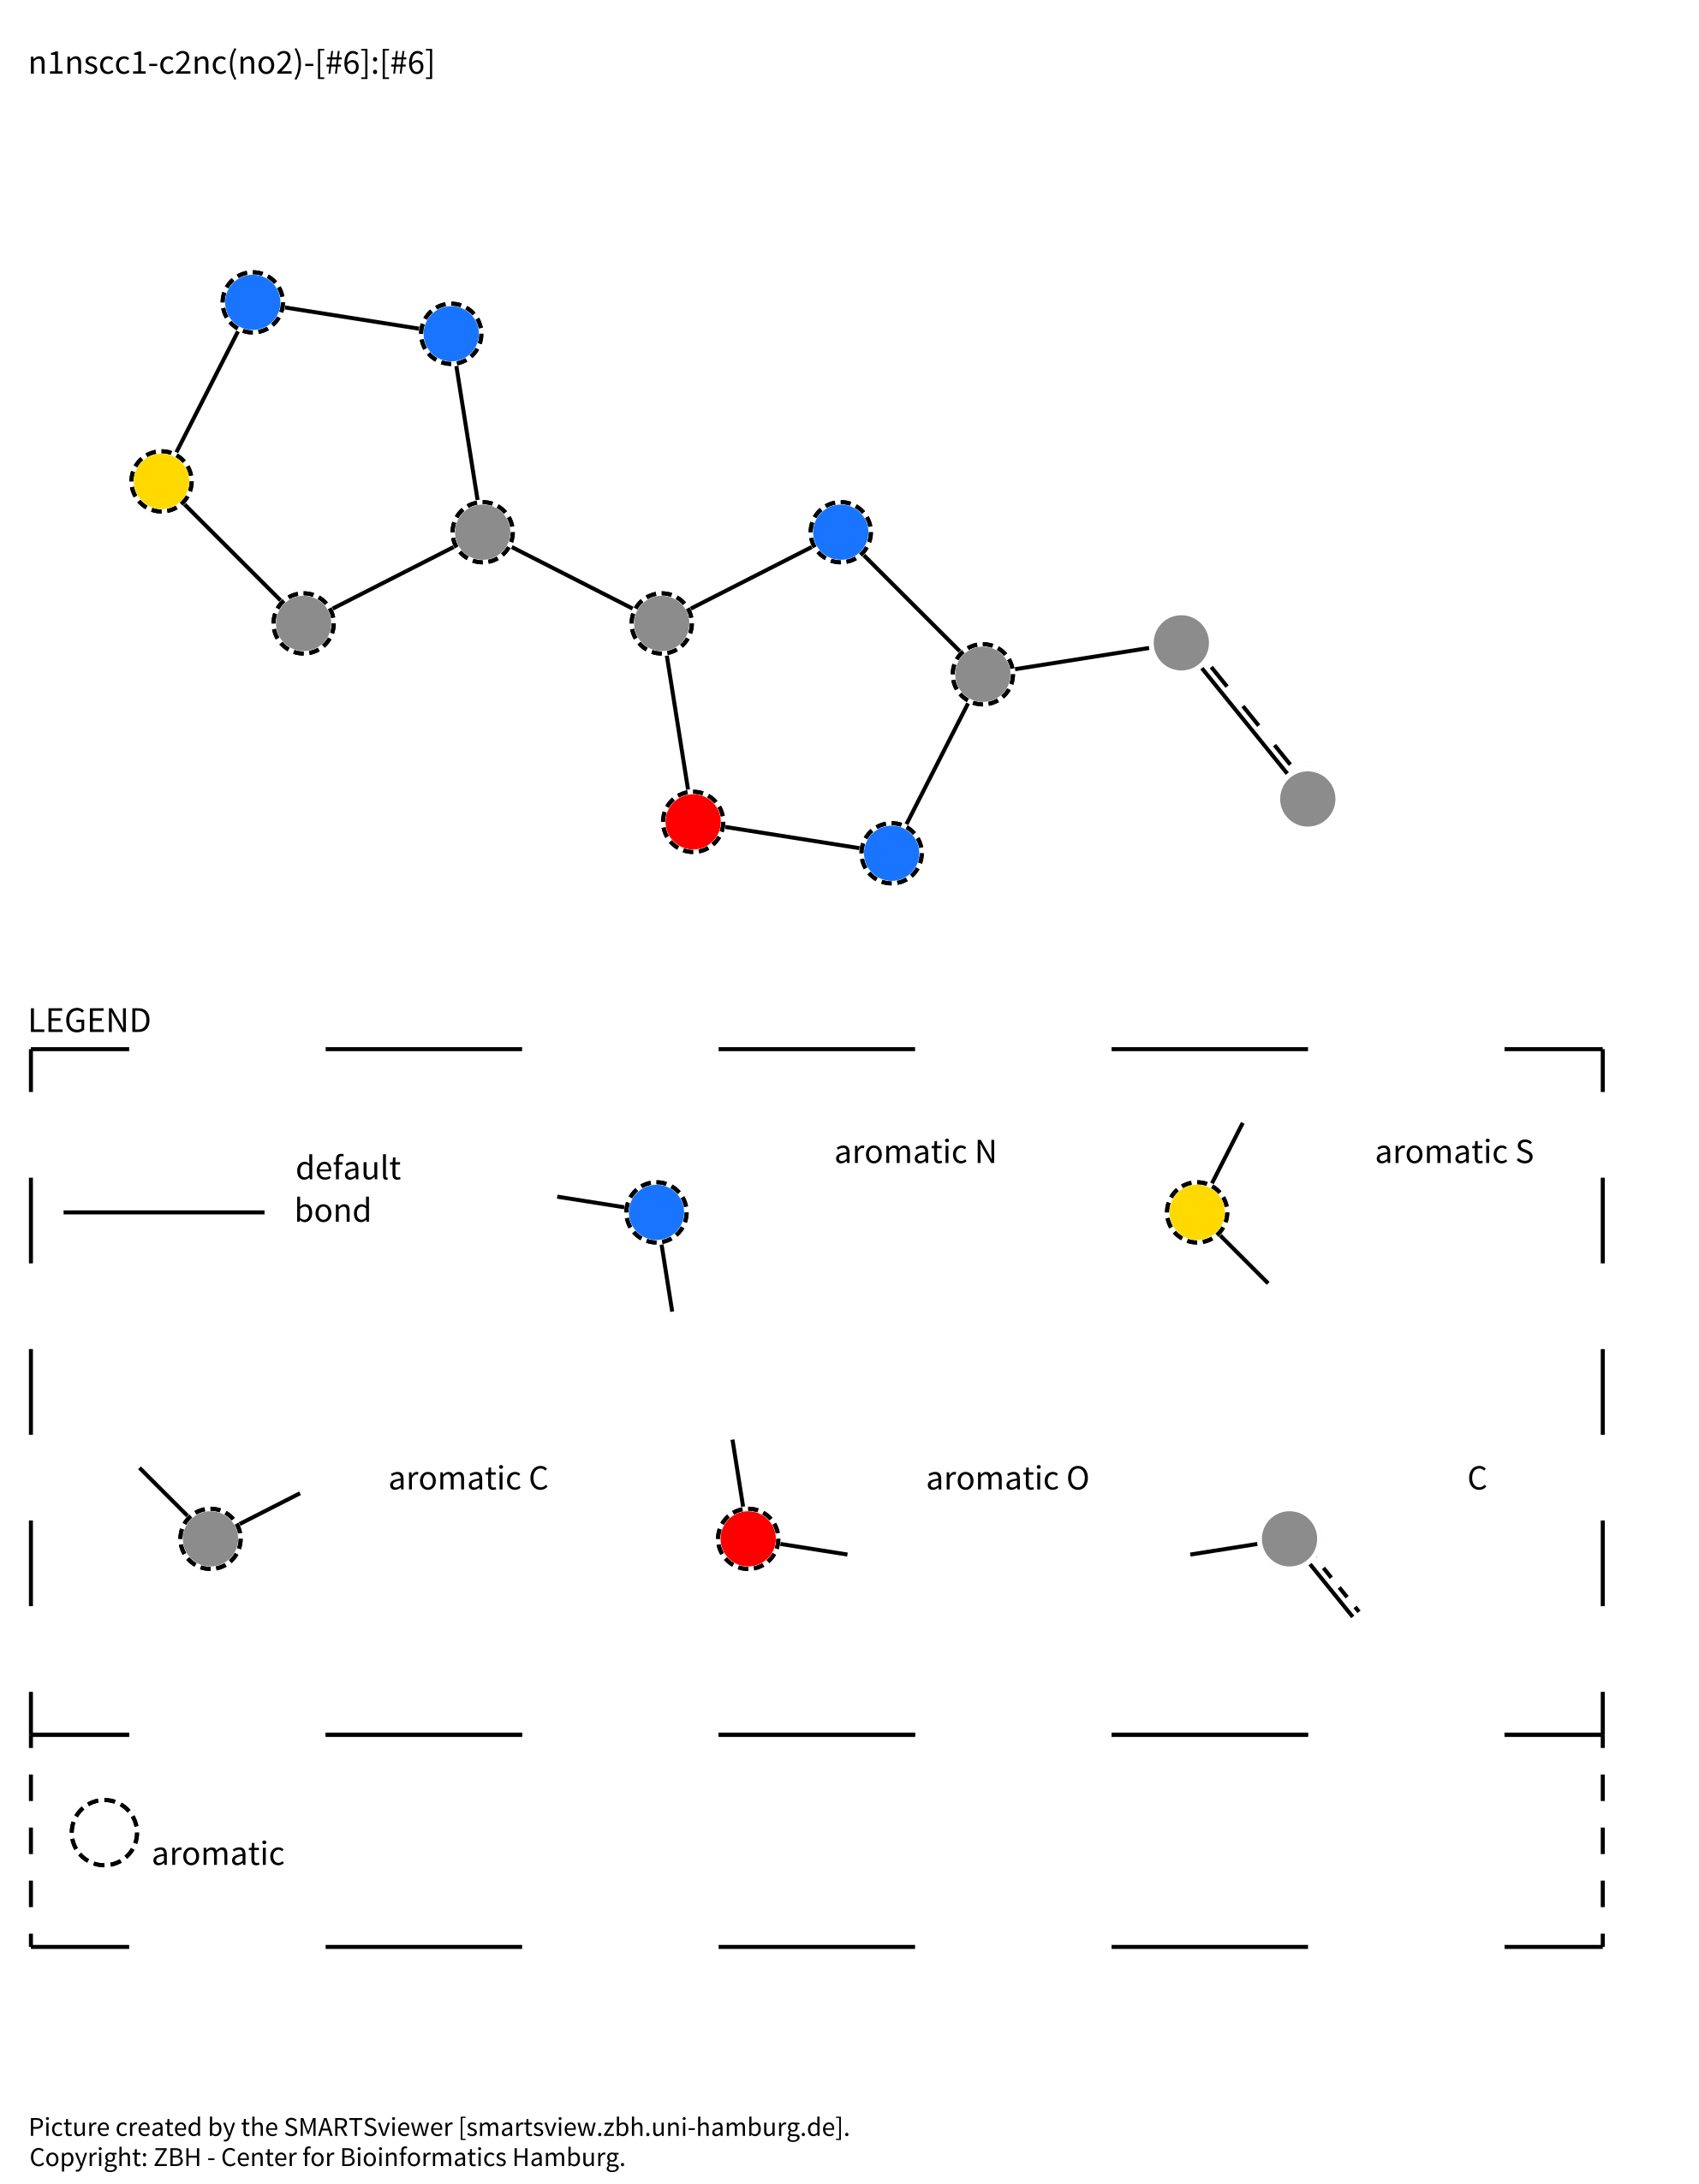 n1nscc1-c2nc(no2)-[#6]:[#6]
LEGEND
default
bond
aromatic N
aromatic S
aromatic C
aromatic O
C
aromatic
Picture created by the SMARTSviewer [smartsview.zbh.uni-hamburg.de].
Copyright: ZBH - Center for Bioinformatics Hamburg.